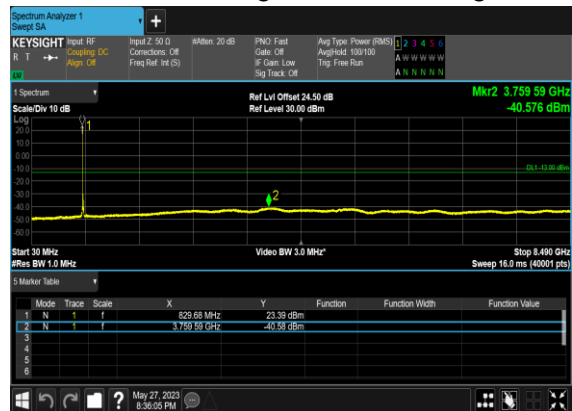 Spectrum Analyzer 1
Swept SA
+
KEYSIGHT Input: RF Input Z: 50 Ω #Atten: 20 dB PNO: Fast Avg Type: Power (RMS) 1 2 3 4 5 6
R T Coupling: DC Corrections: Off Gate: Off Avg|Hold: 100/100 A W W W W W
Align: Off Freq Ref: Int (S) IF Gain: Low Trig: Free Run
Sig Track: Off A N N N N N
1 Spectrum Ref Lvl Offset 24.50 dB Mkr2 3.759 59 GHz
Scale/Div 10 dB Ref Level 30.00 dBm -40.576 dBm
Log
20.0
1
10.0
0.00
-10.0
DL1 -13.00 dBm
-20.0
-30.0
2
-40.0
-50.0
-60.0
Start 30 MHz Video BW 3.0 MHz* Stop 8.490 GHz
#Res BW 1.0 MHz Sweep 16.0 ms (40001 pts)
5 Marker Table
Mode Trace Scale X Y Function Function Width Function Value
1 N 1 f 829.68 MHz 23.39 dBm
2 N 1 f 3.759 59 GHz -40.58 dBm
3
4
5
6
? May 27, 2023
8:36:05 PM